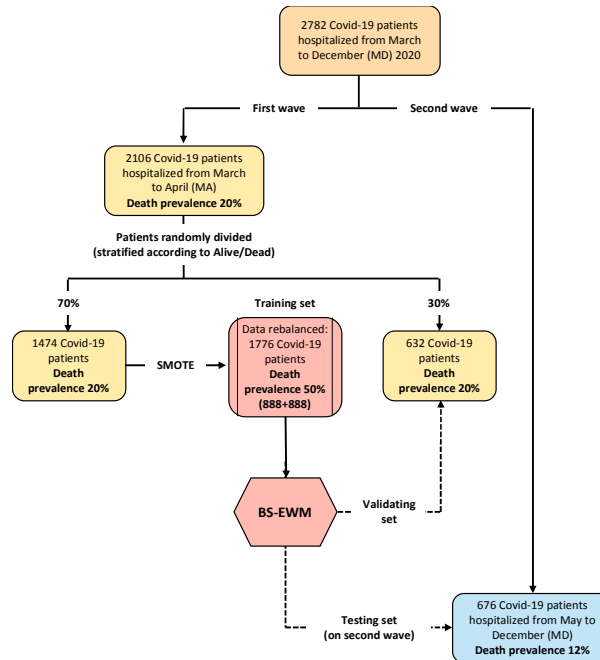 2782 Covid-19 patients
hospitalized from March
to December (MD) 2020
First wave
Second wave
2106 Covid-19 patients
hospitalized from March
to April (MA)
Death prevalence 20%
Patients randomly divided
(stratified according to Alive/Dead)
70%
Training set
30%
1474 Covid-19
patients
Death
prevalence 20%
SMOTE
Data rebalanced:
1776 Covid-19
patients
Death
prevalence 50%
(888+888)
632 Covid-19
patients
Death
prevalence 20%
BS-EWM
Validating
set
Testing set
(on second wave)
676 Covid-19 patients
hospitalized from May to
December (MD)
Death prevalence 12%